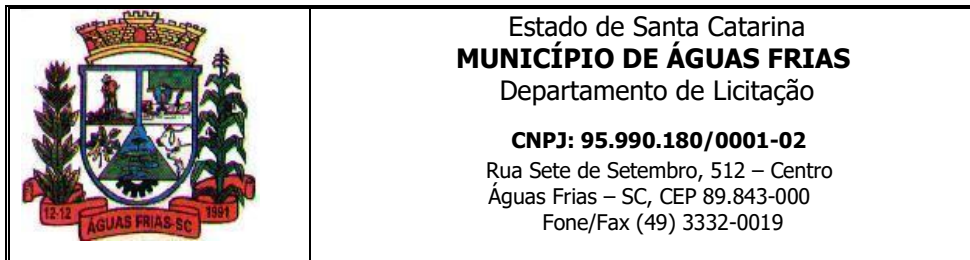 12-12
ÁGUAS FRIAS-SC
1991
Estado de Santa Catarina
MUNICÍPIO DE ÁGUAS FRIAS
Departamento de Licitação
CNPJ: 95.990.180/0001-02
Rua Sete de Setembro, 512 – Centro
Águas Frias – SC, CEP 89.843-000
Fone/Fax (49) 3332-0019